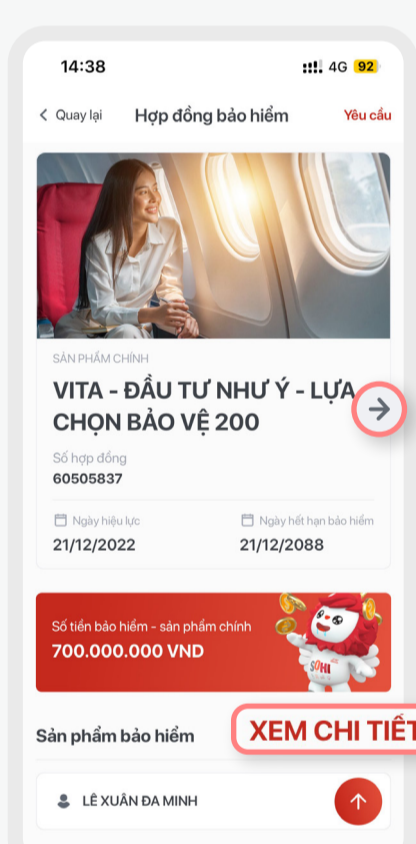 14:38
4G 92
Quay lại
Hợp đồng bảo hiểm
Yêu cầu
SẢN PHẨM CHÍNH
VITA - ĐẦU TƯ NHƯ Ý - LỰA
CHỌN BẢO VỆ 200
Số hợp đồng
60505837
Ngày hiệu lực
Ngày hết hạn bảo hiểm
21/12/2022
21/12/2088
Số tiền bảo hiểm - sản phẩm chính
700.000.000 VND
SOHI
Sản phẩm bảo hiểm
XEM CHI TIẾT
LÊ XUÂN ĐA MINH